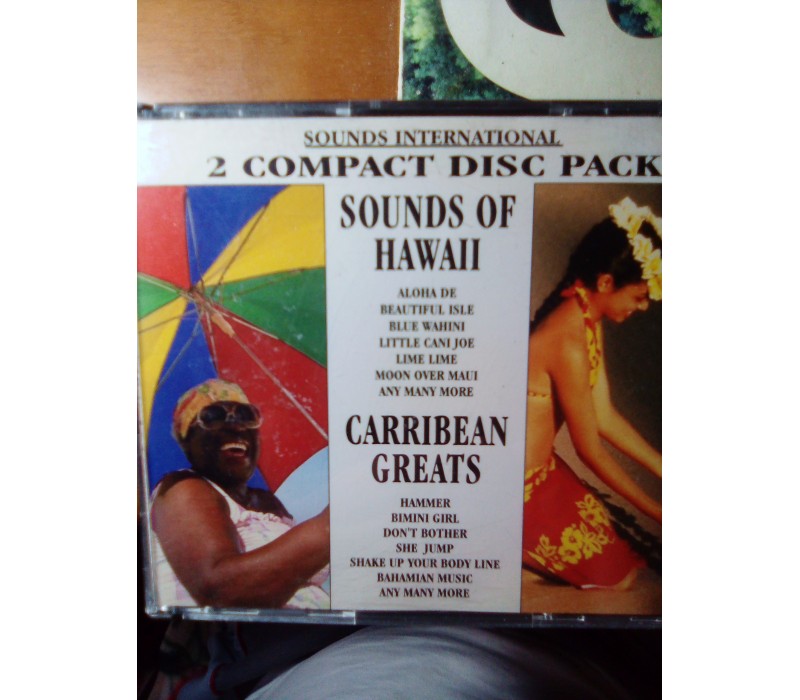 SOUNDS INTERNATIONAL
2 COMPACT DISC PACK
SOUNDS OF
HAWAII
ALOHA DE
BEAUTIFUL ISLE
BLUE WAHINI
LITTLE CANI JOE
LIME LIME
MOON OVER MAUI
ANY MANY MORE
CARRIBEAN
GREATS
HAMMER
BIMINI GIRL
DON'T BOTHER
SHE JUMP
SHAKE UP YOUR BODY LINE
BAHAMIAN MUSIC
ANY MANY MORE